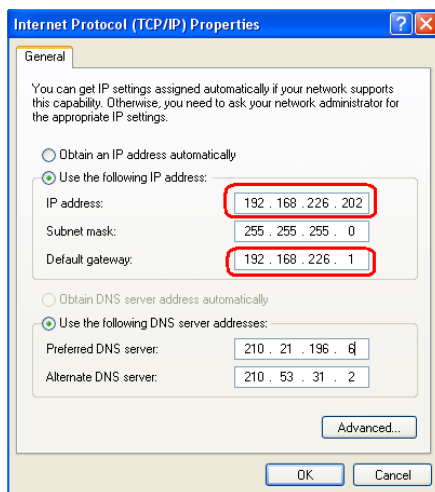 Internet Protocol (TCP/IP) Properties
General
You can get IP settings assigned automatically if your network supports
this capability. Otherwise, you need to ask your network administrator for
the appropriate IP settings.
Obtain an IP address automatically
Use the following IP address:
IP address: 192 . 168 . 226 . 202
Subnet mask: 255 . 255 . 255 . 0
Default gateway: 192 . 168 . 226 . 1
Obtain DNS server address automatically
Use the following DNS server addresses:
Preferred DNS server: 210 . 21 . 196 . 6
Alternate DNS server: 210 . 53 . 31 . 2
Advanced...
OK Cancel